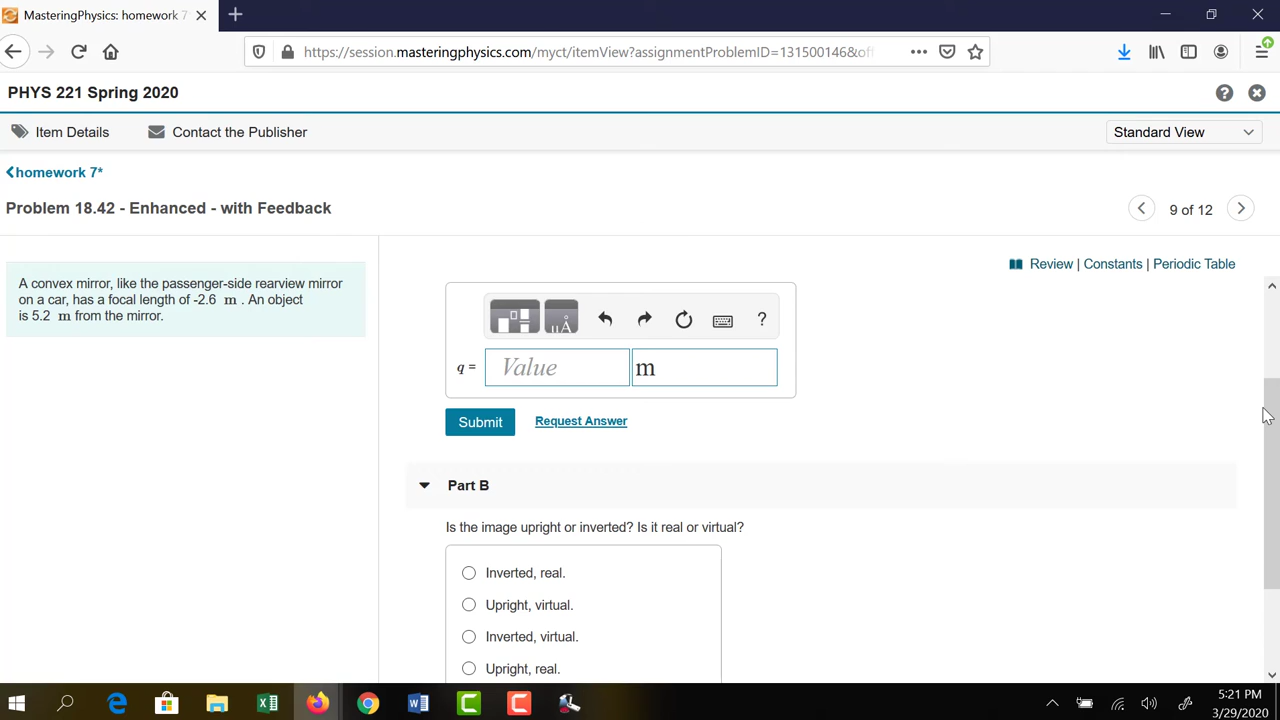 MasteringPhysics: homework 7
https://session.masteringphysics.com/myct/itemView?assignmentProblemID=131500146&of
PHYS 221 Spring 2020
Item Details
Contact the Publisher
Standard View
homework 7*
Problem 18.42 - Enhanced - with Feedback
9 of 12
Review | Constants | Periodic Table
A convex mirror, like the passenger-side rearview mirror
on a car, has a focal length of -2.6 m . An object
is 5.2 m from the mirror.
μÅ
?
q =
Value
m
Submit
Request Answer
Part B
Is the image upright or inverted? Is it real or virtual?
Inverted, real.
Upright, virtual.
Inverted, virtual.
Upright, real.
5:21 PM
3/29/2020